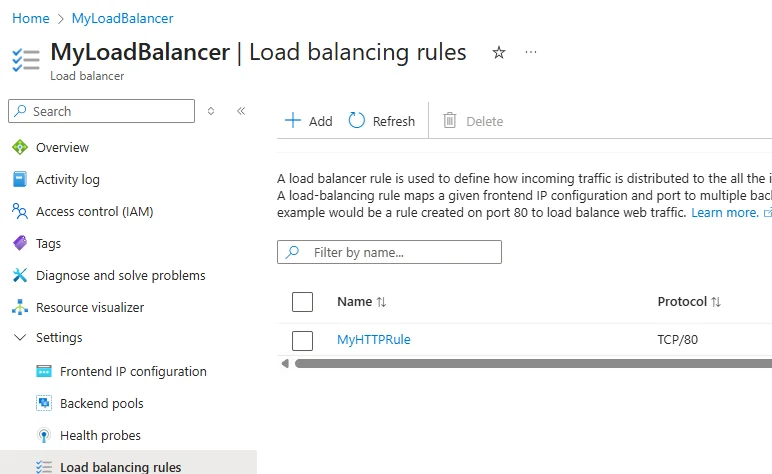 Home > MyLoadBalancer
MyLoadBalancer | Load balancing rules
Load balancer
Search
Add Refresh Delete
Overview
Activity log
Access control (IAM)
Tags
Diagnose and solve problems
Resource visualizer
Settings
Frontend IP configuration
Backend pools
Health probes
Load balancing rules
A load balancer rule is used to define how incoming traffic is distributed to the all the i
A load-balancing rule maps a given frontend IP configuration and port to multiple bac
example would be a rule created on port 80 to load balance web traffic. Learn more.
Filter by name...
Name Protocol
MyHTTPRule TCP/80